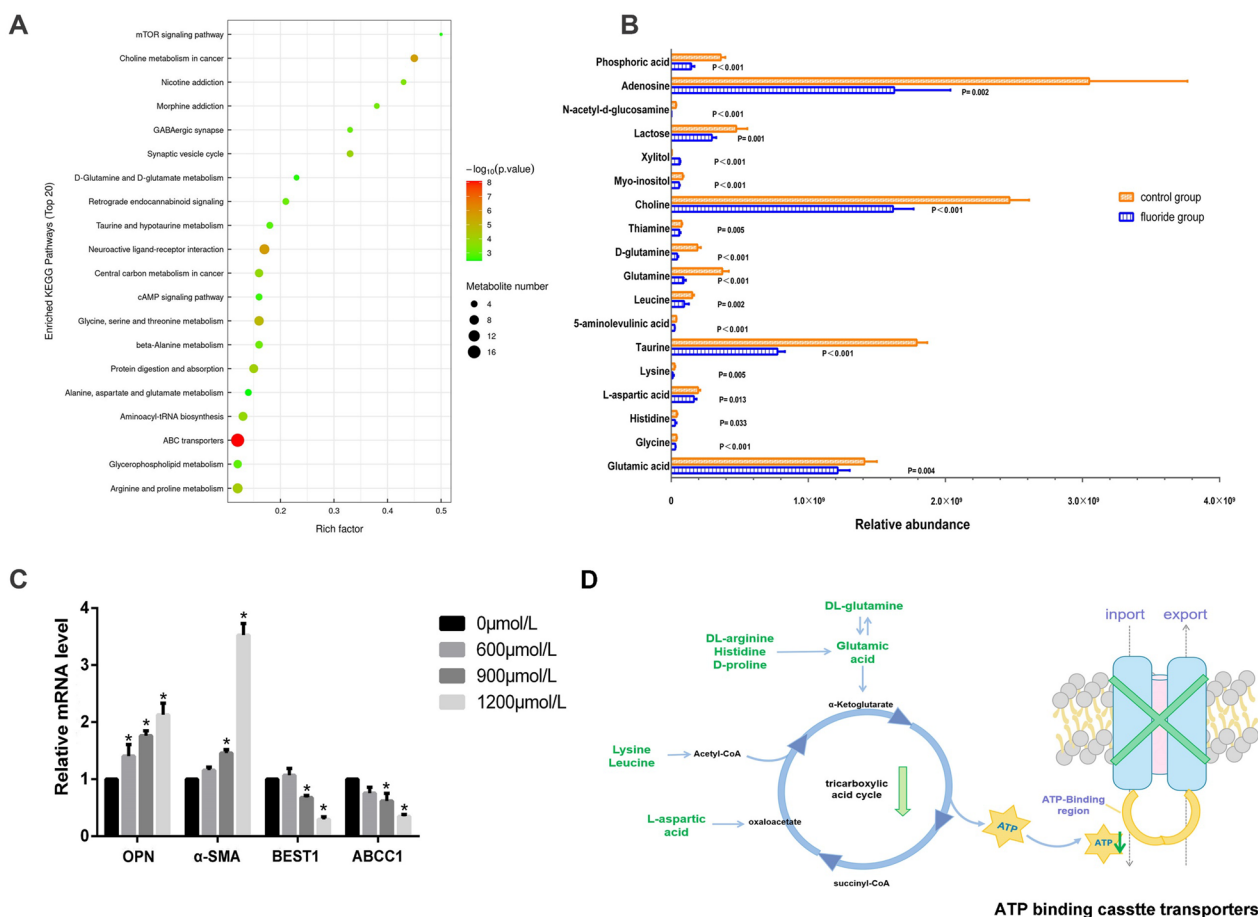 A
Enriched KEGG Pathways (Top 20)
mTOR signaling pathway
Choline metabolism in cancer
Nicotine addiction
Morphine addiction
GABAergic synapse
Synaptic vesicle cycle
D-Glutamine and D-glutamate metabolism
Retrograde endocannabinoid signaling
Taurine and hypotaurine metabolism
Neuroactive ligand-receptor interaction
Central carbon metabolism in cancer
cAMP signaling pathway
Glycine, serine and threonine metabolism
beta-Alanine metabolism
Protein digestion and absorption
Alanine, aspartate and glutamate metabolism
Aminoacyl-tRNA biosynthesis
ABC transporters
Glycerophospholipid metabolism
Arginine and proline metabolism
0.2 0.3 0.4 0.5
Rich factor
−log10(p.value)
8
7
6
5
4
3
Metabolite number
4
8
12
16
B
Phosphoric acid P＜0.001
Adenosine P= 0.002
N-acetyl-d-glucosamine P＜0.001
Lactose P= 0.001
Xylitol P＜0.001
Myo-inositol P＜0.001
Choline P＜0.001
Thiamine P= 0.005
D-glutamine P＜0.001
Glutamine P＜0.001
Leucine P= 0.002
5-aminolevulinic acid P＜0.001
Taurine P＜0.001
Lysine P= 0.005
L-aspartic acid P= 0.013
Histidine P= 0.033
Glycine P＜0.001
Glutamic acid P= 0.004
0 1.0×10⁹ 2.0×10⁹ 3.0×10⁹ 4.0×10⁹
Relative abundance
control group
fluoride group
C
Relative mRNA level
4
3
2
1
0
* * * * * * * *
* *
OPN α-SMA BEST1 ABCC1
0μmol/L
600μmol/L
900μmol/L
1200μmol/L
D
DL-glutamine
DL-arginine
Histidine
D-proline
Glutamic
acid
α-Ketoglutarate
Lysine
Leucine
Acetyl-CoA
tricarboxylic
acid cycle
L-aspartic
acid
oxaloacetate
succinyl-CoA
ATP
inport export
ATP-Binding
region
ATP
ATP binding casstte transporters